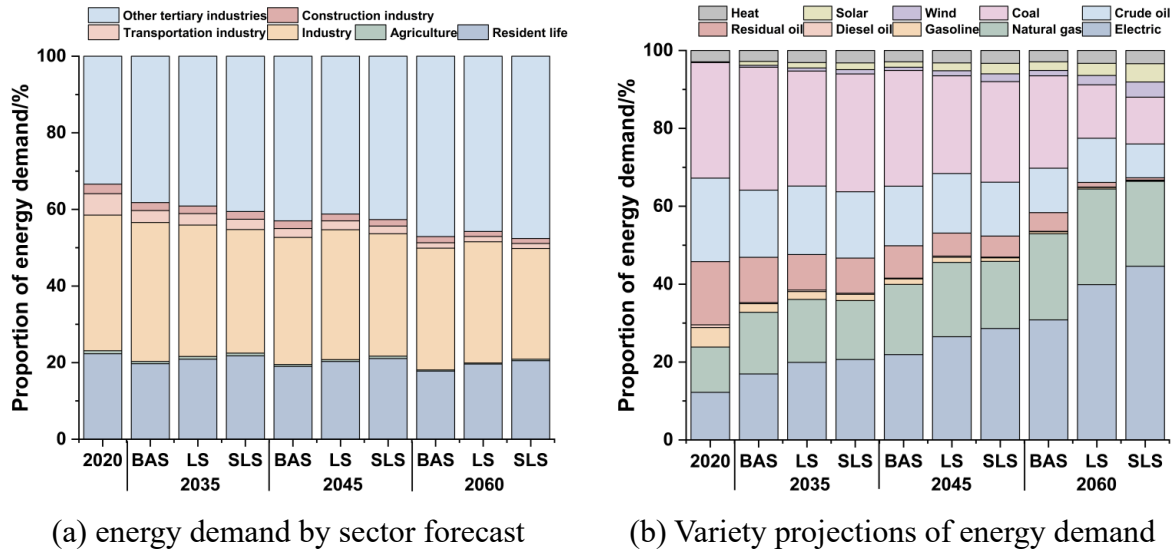 Other tertiary industries Construction industry
Transportation industry Industry Agriculture Resident life
Proportion of energy demand/%
100
80
60
40
20
0
2020 BAS LS SLS BAS LS SLS BAS LS SLS
2035 2045 2060
(a) energy demand by sector forecast
Heat Solar Wind Coal Crude oil
Residual oil Diesel oil Gasoline Natural gas Electric
Proportion of energy demand/%
100
80
60
40
20
0
2020 BAS LS SLS BAS LS SLS BAS LS SLS
2035 2045 2060
(b) Variety projections of energy demand